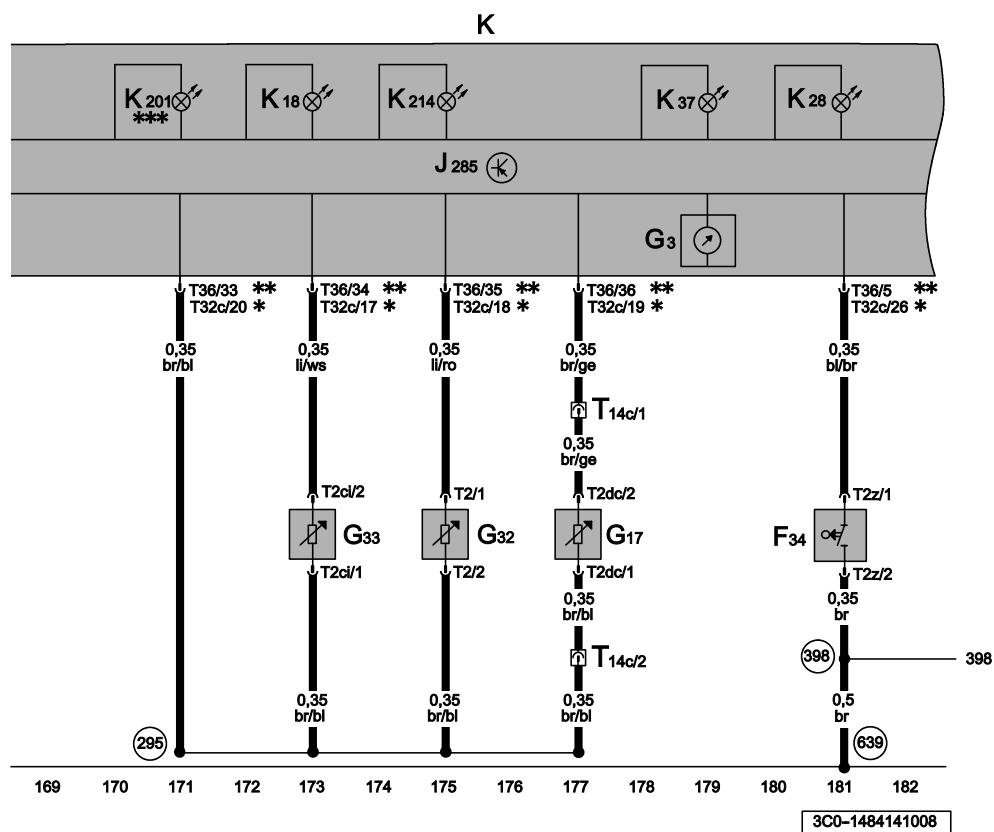 K
K201 K18 K214 K37 K28
***
J285
G3
T36/33 ** T36/34 ** T36/35 ** T36/36 ** T36/5 **
T32c/20 * T32c/17 * T32c/18 * T32c/19 * T32c/26 *
0,35 0,35 0,35 0,35 0,35
br/bl li/ws li/ro br/ge bl/br
T14c/1
0,35
br/ge
T2ci/2 T2/1 T2dc/2 T2z/1
G33 G32 G17 F34
T2ci/1 T2/2 T2dc/1 T2z/2
0,35 0,35
br/bl br
T14c/2 398 398
0,35 0,35 0,35 0,5
br/bl br/bl br/bl br
295 639
169 170 171 172 173 174 175 176 177 178 179 180 181 182
3C0-1484141008